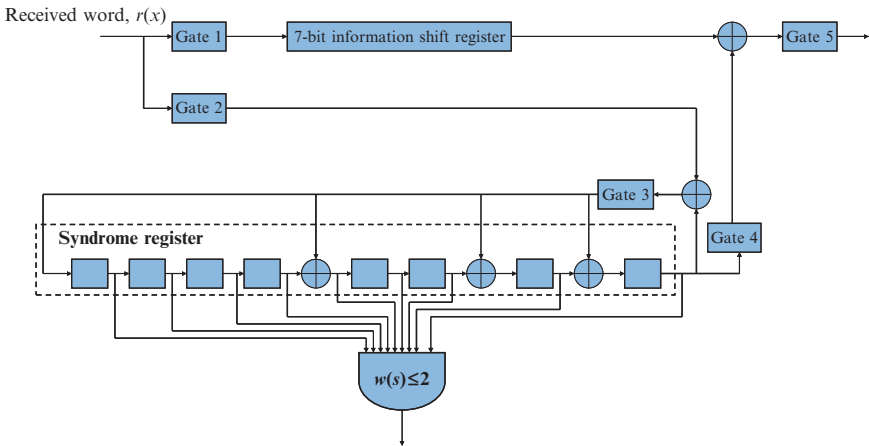 Received word, r(x)
Gate 1
7-bit information shift register
Gate 5
Gate 2
Gate 3
Gate 4
Syndrome register
w(s)≤2